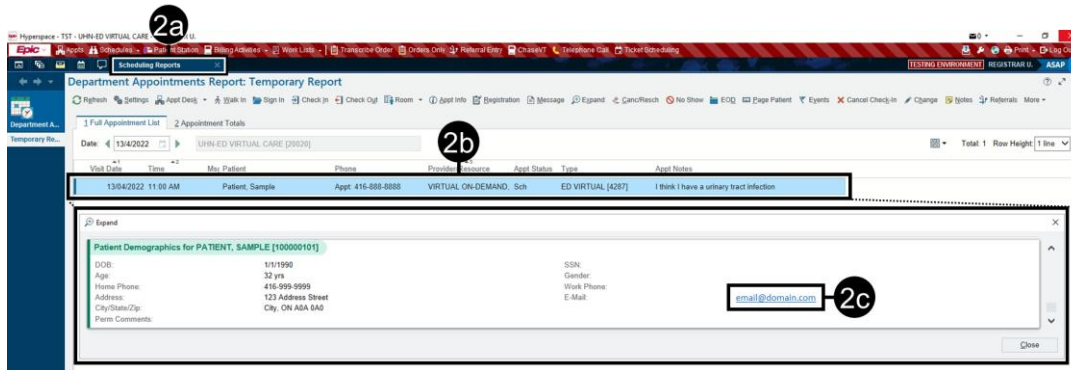 2a
Hyperspace - TST - UHN-ED VIRTUAL CARE - U.
Epic Appts Schedules Patient Station Billing Activities Work Lists Transcribe Order Orders Only Referral Entry ChaseVT Telephone Call Ticket Scheduling Print Log Ou
Scheduling Reports × TESTING ENVIRONMENT REGISTRAR U. ASAP
Department Appointments Report: Temporary Report
Refresh Settings Appt Desk Walk In Sign In Check In Check Out Room Appt Info Registration Message Expand Canc/Resch No Show EOD Page Patient Events Cancel Check-in Change Notes Referrals More
Department A...
Temporary Re...
1 Full Appointment List 2 Appointment Totals
Date: 13/4/2022 UHN-ED VIRTUAL CARE [20020] Total: 1 Row Height: 1 line
2b
Visit Date Time Msg Patient Phone Provider/Resource Appt Status Type Appt Notes
13/04/2022 11:00 AM Patient, Sample Appt: 416-888-8888 VIRTUAL ON-DEMAND, Sch ED VIRTUAL [4287] I think I have a urinary tract infection
Expand ×
Patient Demographics for PATIENT, SAMPLE [100000101]
DOB: 1/1/1990 SSN:
Age: 32 yrs Gender:
Home Phone: 416-999-9999 Work Phone:
Address: 123 Address Street E-Mail: email@domain.com 2c
City/State/Zip: City, ON A0A 0A0
Perm Comments:
Close